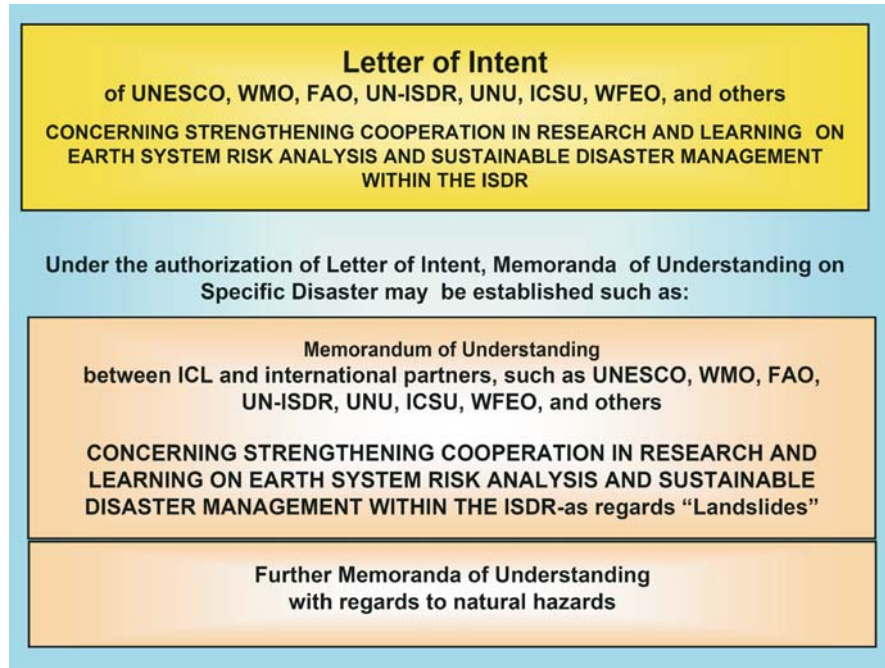 Letter of Intent
of UNESCO, WMO, FAO, UN-ISDR, UNU, ICSU, WFEO, and others
CONCERNING STRENGTHENING COOPERATION IN RESEARCH AND LEARNING ON
EARTH SYSTEM RISK ANALYSIS AND SUSTAINABLE DISASTER MANAGEMENT
WITHIN THE ISDR
Under the authorization of Letter of Intent, Memoranda of Understanding on
Specific Disaster may be established such as:
Memorandum of Understanding
between ICL and international partners, such as UNESCO, WMO, FAO,
UN-ISDR, UNU, ICSU, WFEO, and others
CONCERNING STRENGTHENING COOPERATION IN RESEARCH AND
LEARNING ON EARTH SYSTEM RISK ANALYSIS AND SUSTAINABLE
DISASTER MANAGEMENT WITHIN THE ISDR-as regards “Landslides”
Further Memoranda of Understanding
with regards to natural hazards